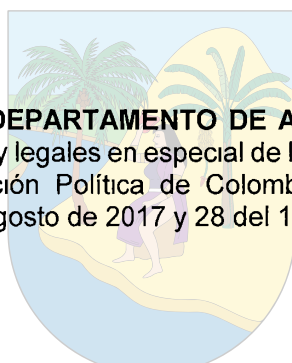 DEPARTAMENTO DE A
y legales en especial de l
ción Política de Colomb
gosto de 2017 y 28 del 1